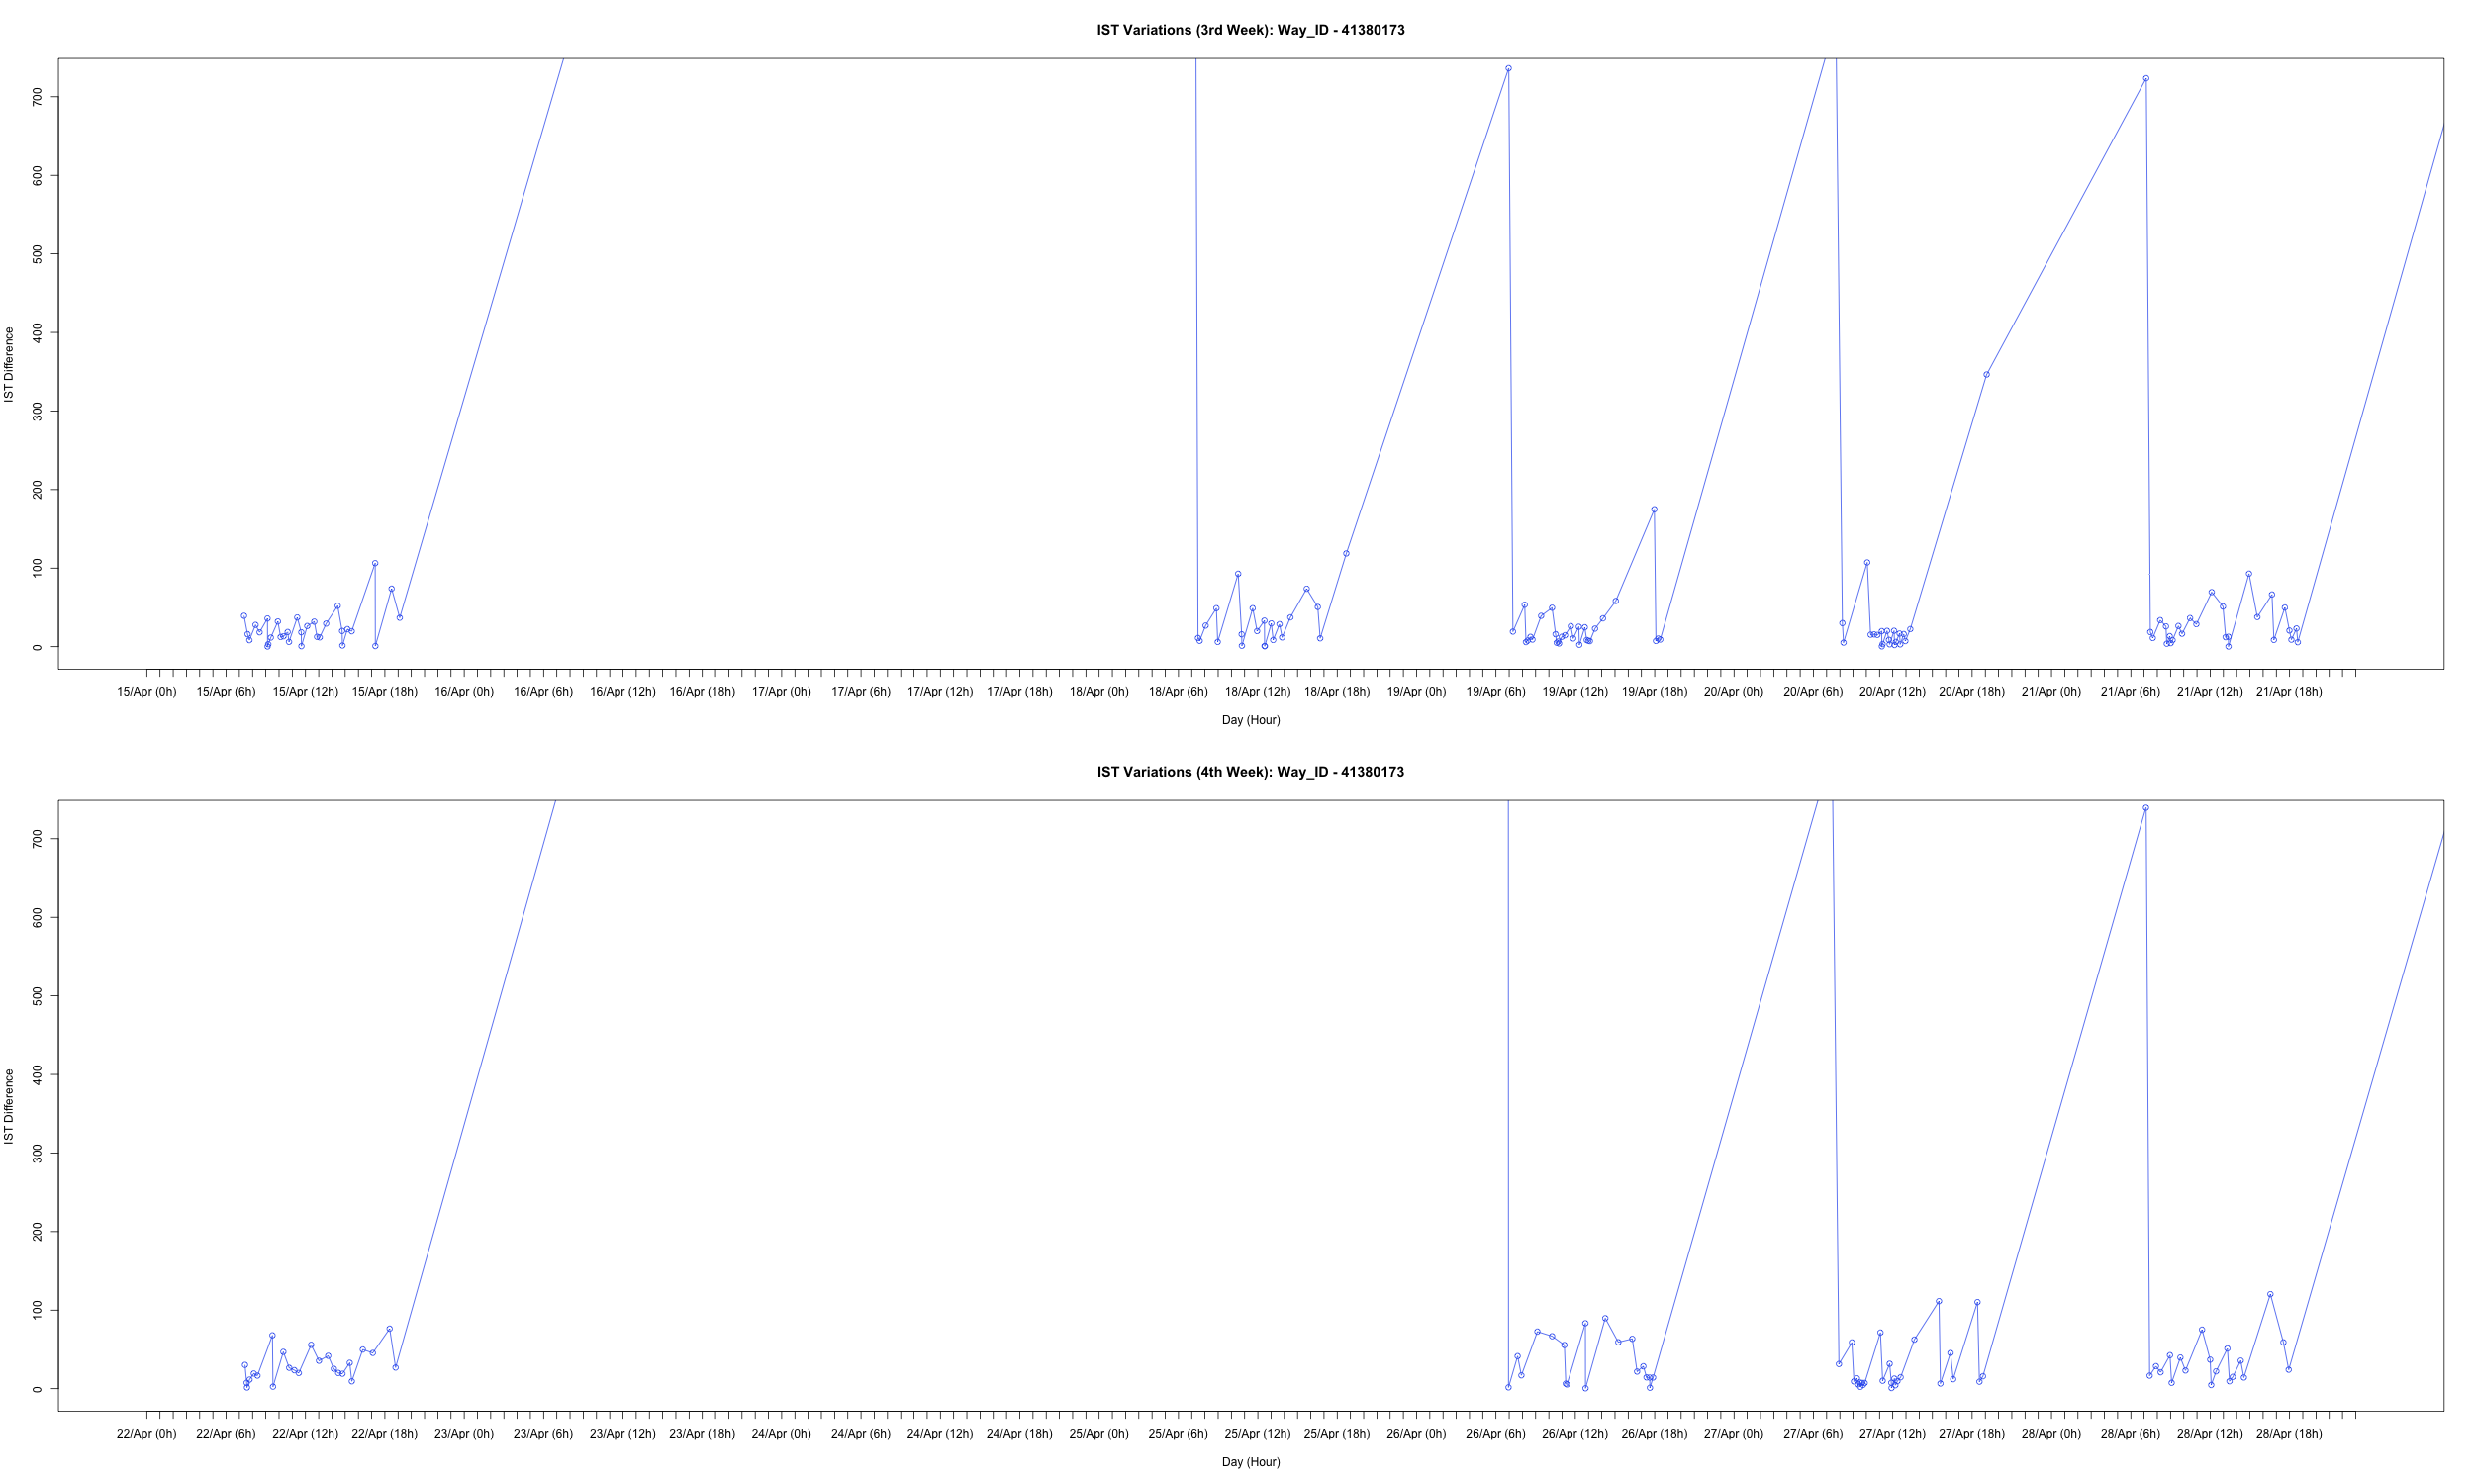 IST Variations (3rd Week): Way_ID - 41380173
700
600
500
400
300
200
100
0
IST Difference
15/Apr (0h) 15/Apr (6h) 15/Apr (12h) 15/Apr (18h) 16/Apr (0h) 16/Apr (6h) 16/Apr (12h) 16/Apr (18h) 17/Apr (0h) 17/Apr (6h) 17/Apr (12h) 17/Apr (18h) 18/Apr (0h) 18/Apr (6h) 18/Apr (12h) 18/Apr (18h) 19/Apr (0h) 19/Apr (6h) 19/Apr (12h) 19/Apr (18h) 20/Apr (0h) 20/Apr (6h) 20/Apr (12h) 20/Apr (18h) 21/Apr (0h) 21/Apr (6h) 21/Apr (12h) 21/Apr (18h)
Day (Hour)
IST Variations (4th Week): Way_ID - 41380173
700
600
500
400
300
200
100
0
IST Difference
22/Apr (0h) 22/Apr (6h) 22/Apr (12h) 22/Apr (18h) 23/Apr (0h) 23/Apr (6h) 23/Apr (12h) 23/Apr (18h) 24/Apr (0h) 24/Apr (6h) 24/Apr (12h) 24/Apr (18h) 25/Apr (0h) 25/Apr (6h) 25/Apr (12h) 25/Apr (18h) 26/Apr (0h) 26/Apr (6h) 26/Apr (12h) 26/Apr (18h) 27/Apr (0h) 27/Apr (6h) 27/Apr (12h) 27/Apr (18h) 28/Apr (0h) 28/Apr (6h) 28/Apr (12h) 28/Apr (18h)
Day (Hour)